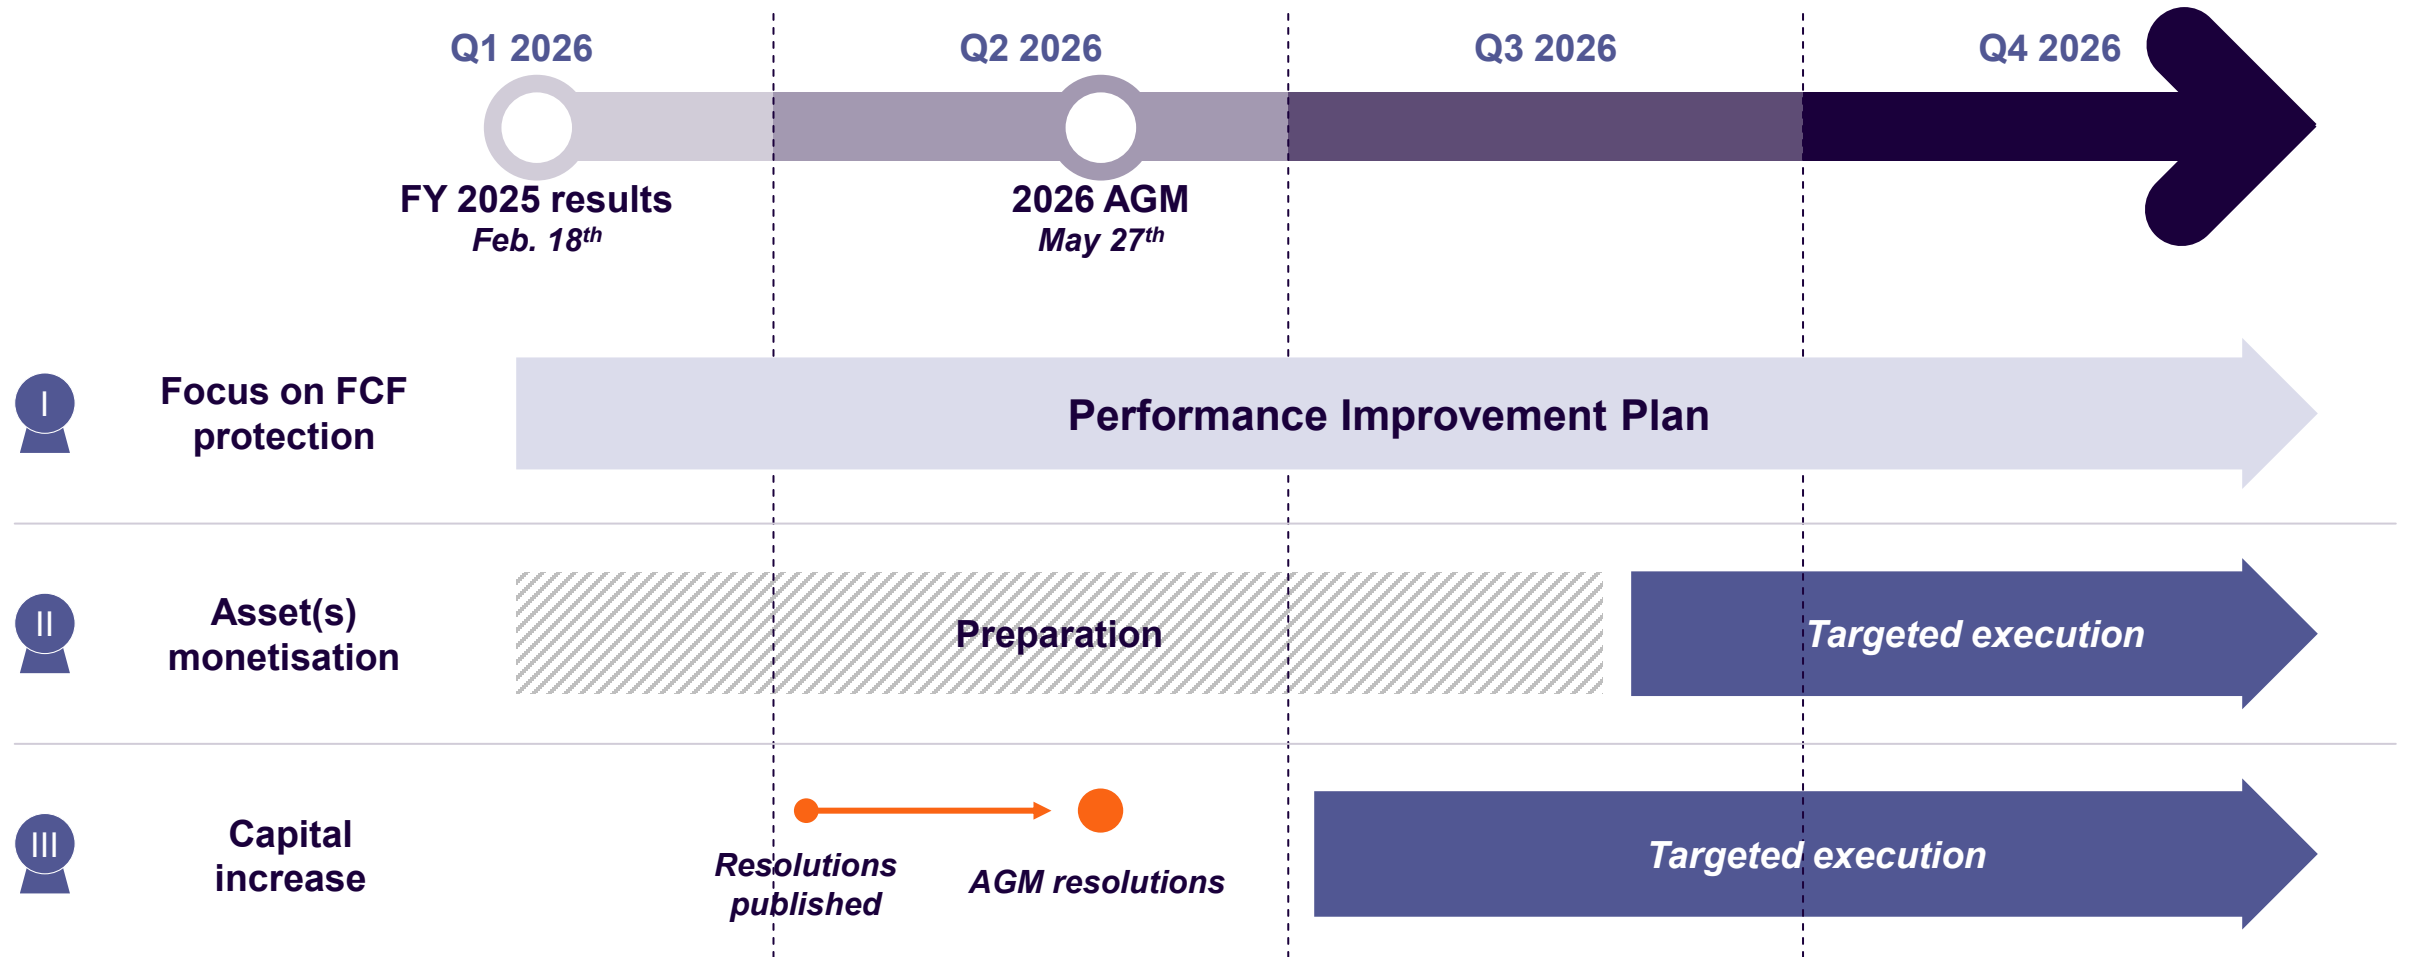 Q1 2026
Q2 2026
Q3 2026
Q4 2026
FY 2025 results
Feb. 18th
2026 AGM
May 27th
I
Focus on FCF
protection
Performance Improvement Plan
II
Asset(s)
monetisation
Preparation
Targeted execution
III
Capital
increase
Resolutions
published
AGM resolutions
Targeted execution